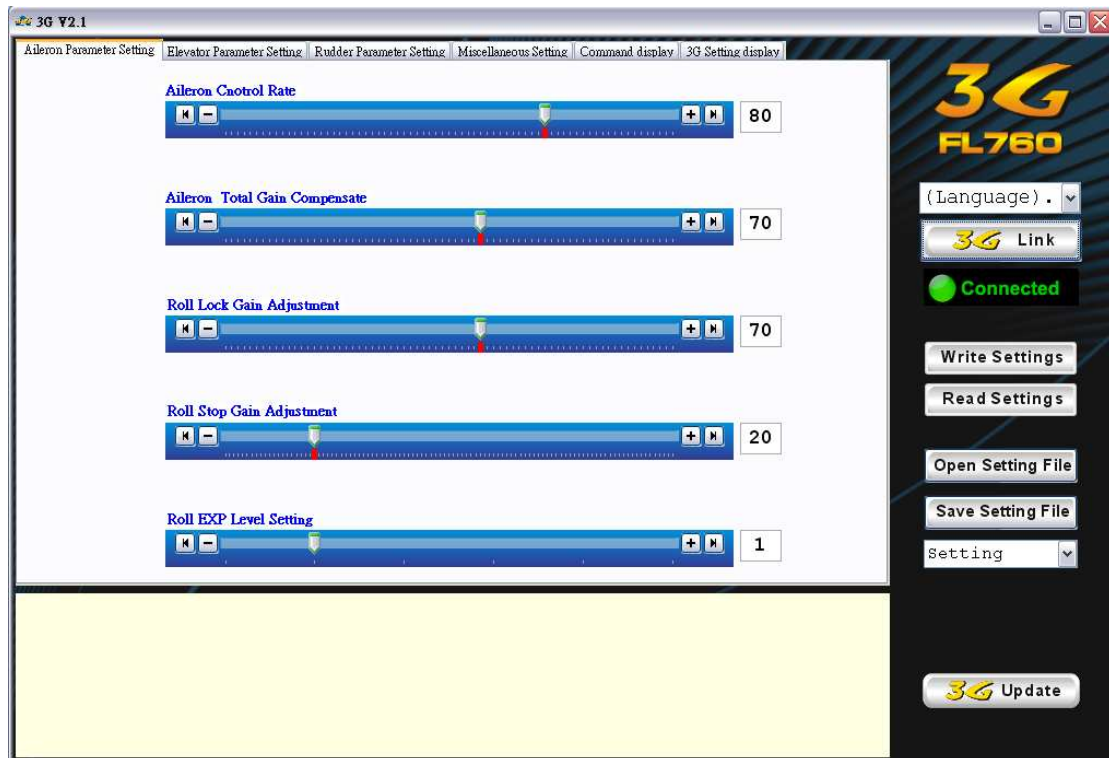 3G V2.1
Aileron Parameter Setting Elevator Parameter Setting Rudder Parameter Setting Miscellaneous Setting Command display 3G Setting display
Aileron Cnotrol Rate
80
Aileron Total Gain Compensate
70
Roll Lock Gain Adjustment
70
Roll Stop Gain Adjustment
20
Roll EXP Level Setting
1
3G
FL760
(Language).
3G Link
Connected
Write Settings
Read Settings
Open Setting File
Save Setting File
Setting
3G Update